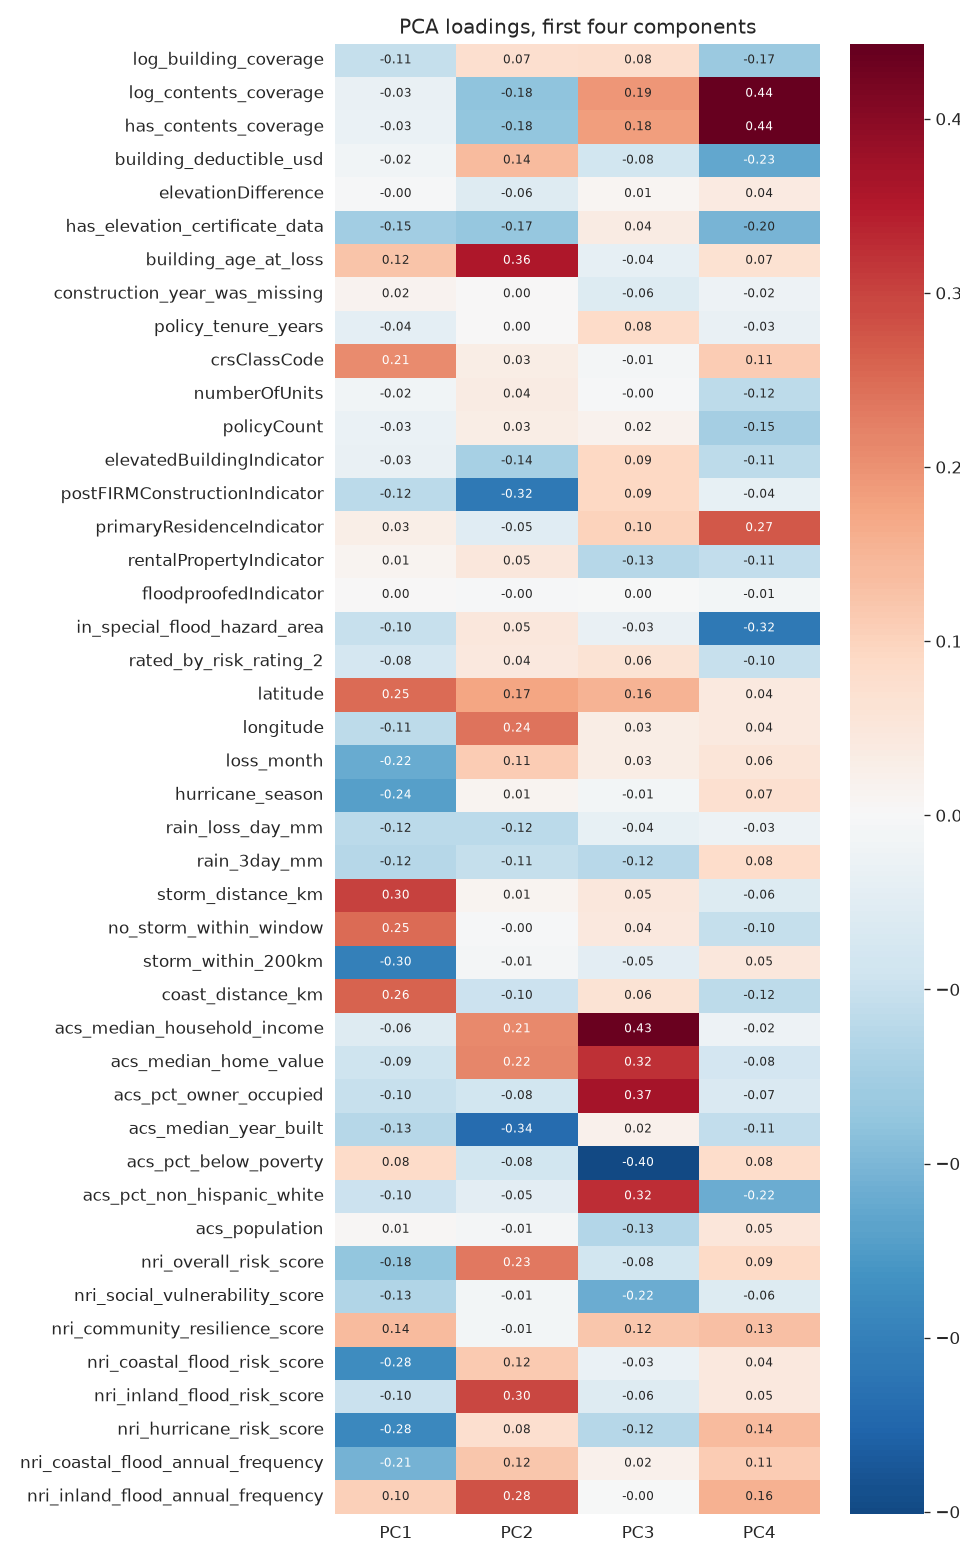 PCA loadings, first four components
log_building_coverage -0.11 0.07 0.08 -0.17
log_contents_coverage -0.03 -0.18 0.19 0.44
has_contents_coverage -0.03 -0.18 0.18 0.44
building_deductible_usd -0.02 0.14 -0.08 -0.23
elevationDifference -0.00 -0.06 0.01 0.04
has_elevation_certificate_data -0.15 -0.17 0.04 -0.20
building_age_at_loss 0.12 0.36 -0.04 0.07
construction_year_was_missing 0.02 0.00 -0.06 -0.02
policy_tenure_years -0.04 0.00 0.08 -0.03
crsClassCode 0.21 0.03 -0.01 0.11
numberOfUnits -0.02 0.04 -0.00 -0.12
policyCount -0.03 0.03 0.02 -0.15
elevatedBuildingIndicator -0.03 -0.14 0.09 -0.11
postFIRMConstructionIndicator -0.12 -0.32 0.09 -0.04
primaryResidenceIndicator 0.03 -0.05 0.10 0.27
rentalPropertyIndicator 0.01 0.05 -0.13 -0.11
floodproofedIndicator 0.00 -0.00 0.00 -0.01
in_special_flood_hazard_area -0.10 0.05 -0.03 -0.32
rated_by_risk_rating_2 -0.08 0.04 0.06 -0.10
latitude 0.25 0.17 0.16 0.04
longitude -0.11 0.24 0.03 0.04
loss_month -0.22 0.11 0.03 0.06
hurricane_season -0.24 0.01 -0.01 0.07
rain_loss_day_mm -0.12 -0.12 -0.04 -0.03
rain_3day_mm -0.12 -0.11 -0.12 0.08
storm_distance_km 0.30 0.01 0.05 -0.06
no_storm_within_window 0.25 -0.00 0.04 -0.10
storm_within_200km -0.30 -0.01 -0.05 0.05
coast_distance_km 0.26 -0.10 0.06 -0.12
acs_median_household_income -0.06 0.21 0.43 -0.02
acs_median_home_value -0.09 0.22 0.32 -0.08
acs_pct_owner_occupied -0.10 -0.08 0.37 -0.07
acs_median_year_built -0.13 -0.34 0.02 -0.11
acs_pct_below_poverty 0.08 -0.08 -0.40 0.08
acs_pct_non_hispanic_white -0.10 -0.05 0.32 -0.22
acs_population 0.01 -0.01 -0.13 0.05
nri_overall_risk_score -0.18 0.23 -0.08 0.09
nri_social_vulnerability_score -0.13 -0.01 -0.22 -0.06
nri_community_resilience_score 0.14 -0.01 0.12 0.13
nri_coastal_flood_risk_score -0.28 0.12 -0.03 0.04
nri_inland_flood_risk_score -0.10 0.30 -0.06 0.05
nri_hurricane_risk_score -0.28 0.08 -0.12 0.14
nri_coastal_flood_annual_frequency -0.21 0.12 0.02 0.11
nri_inland_flood_annual_frequency 0.10 0.28 -0.00 0.16
PC1 PC2 PC3 PC4
0.4
0.3
0.2
0.1
0.0
−0
−0
−0
−0